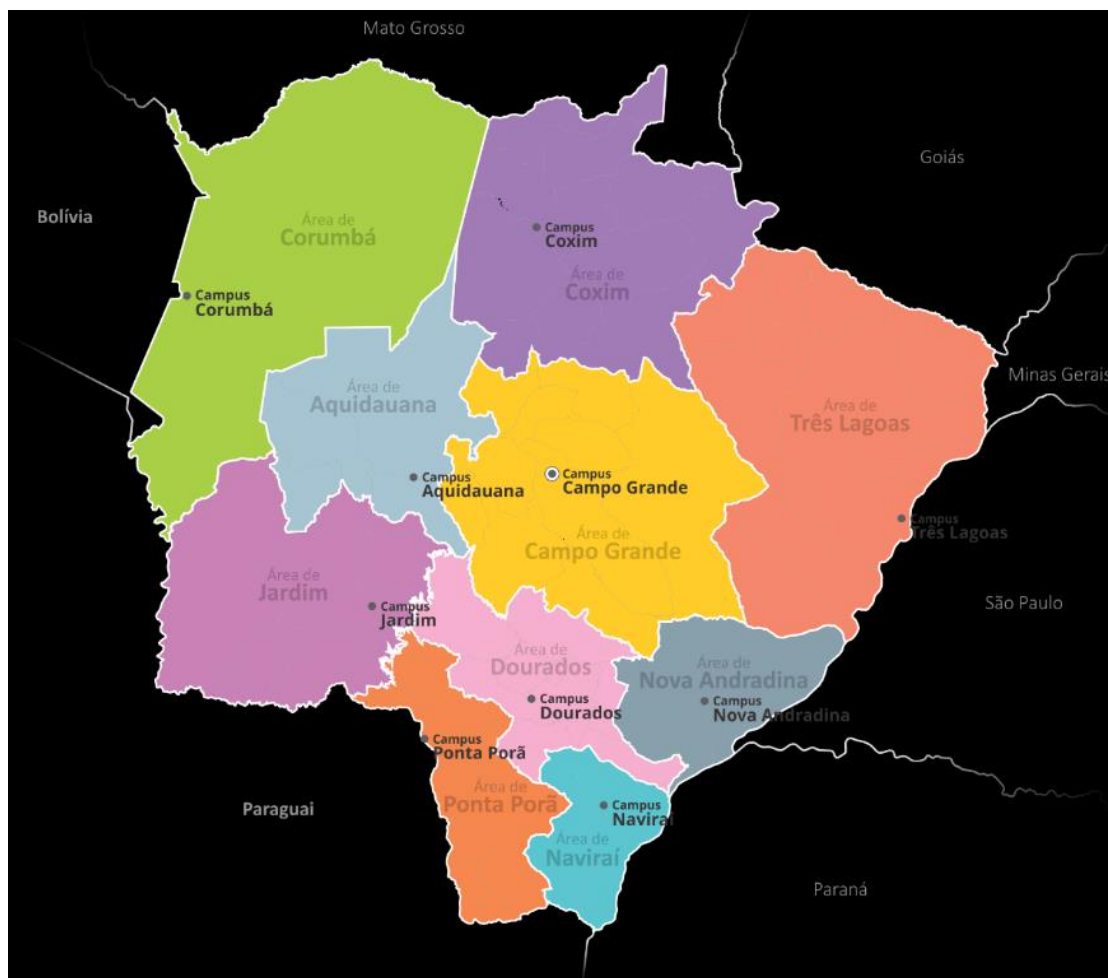 Mato Grosso
Goiás
Bolívia
Área de
Corumbá
Campus
Coxim
Área de
Coxim
Campus
Corumbá
Minas Gerais
Área de
Aquidauana
Área de
Três Lagoas
Campus
Aquidauana
Campus
Campo Grande
Campus
Três Lagoas
Área de
Campo Grande
Área de
Jardim
Campus
Jardim
São Paulo
Área de
Dourados
Área de
Nova Andradina
Campus
Dourados
Campus
Nova Andradina
Campus
Ponta Porã
Área de
Ponta Porã
Paraguai
Campus
Naviraí
Área de
Naviraí
Paraná